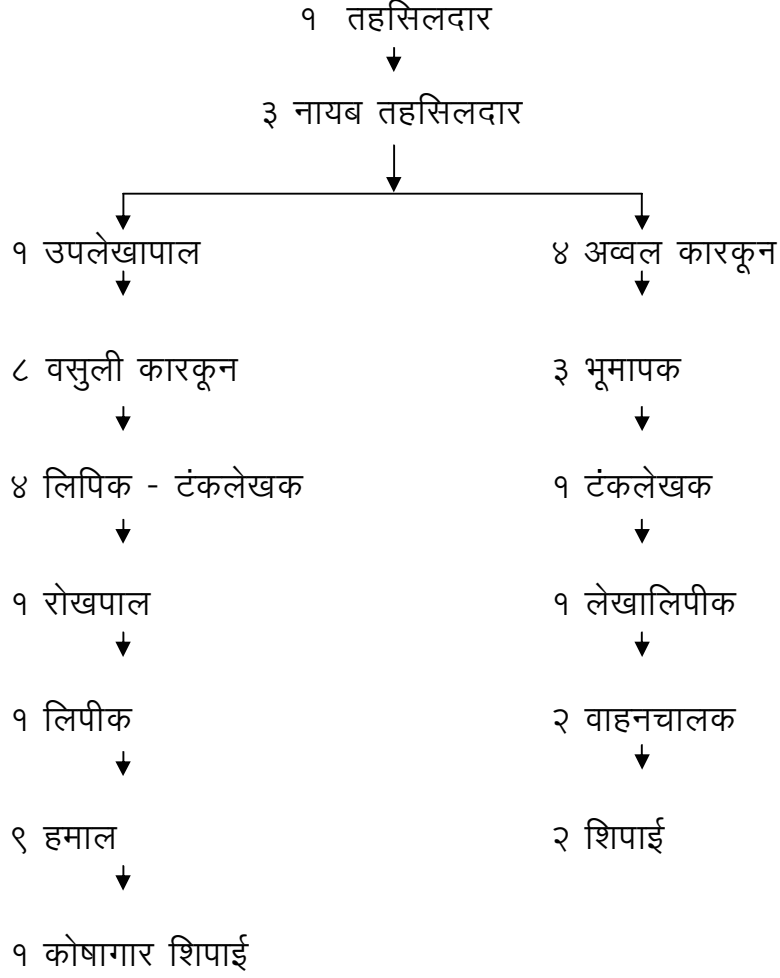 १ तहसिलदार
३ नायब तहसिलदार
१ उपलेखापाल
८ वसुली कारकून
४ लिपिक - टंकलेखक
१ रोखपाल
१ लिपीक
९ हमाल
१ कोषागार शिपाई
४ अव्वल कारकून
३ भूमापक
१ टंकलेखक
१ लेखालिपीक
२ वाहनचालक
२ शिपाई